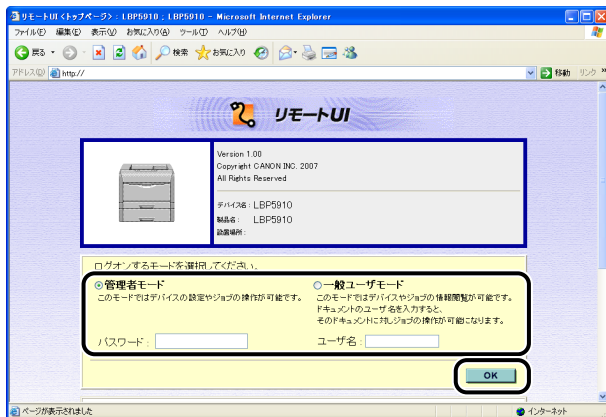 リモートUI <トップページ> : LBP5910 ; LBP5910 - Microsoft Internet Explorer
ファイル(F) 編集(E) 表示(V) お気に入り(A) ツール(T) ヘルプ(H)
戻る 検索 お気に入り
アドレス(D) http:// 移動 リンク »
リモートUI
Version 1.00
Copyright CANON INC. 2007
All Rights Reserved
デバイス名 : LBP5910
製品名 : LBP5910
設置場所 :
ログオンするモードを選択してください。
管理者モード 一般ユーザモード
このモードではデバイスの設定やジョブの操作が可能です。 このモードではデバイスやジョブの情報閲覧が可能です。
ドキュメントのユーザ名を入力すると、
そのドキュメントに対しジョブの操作が可能になります。
パスワード : ユーザ名 :
OK
ページが表示されました インターネット